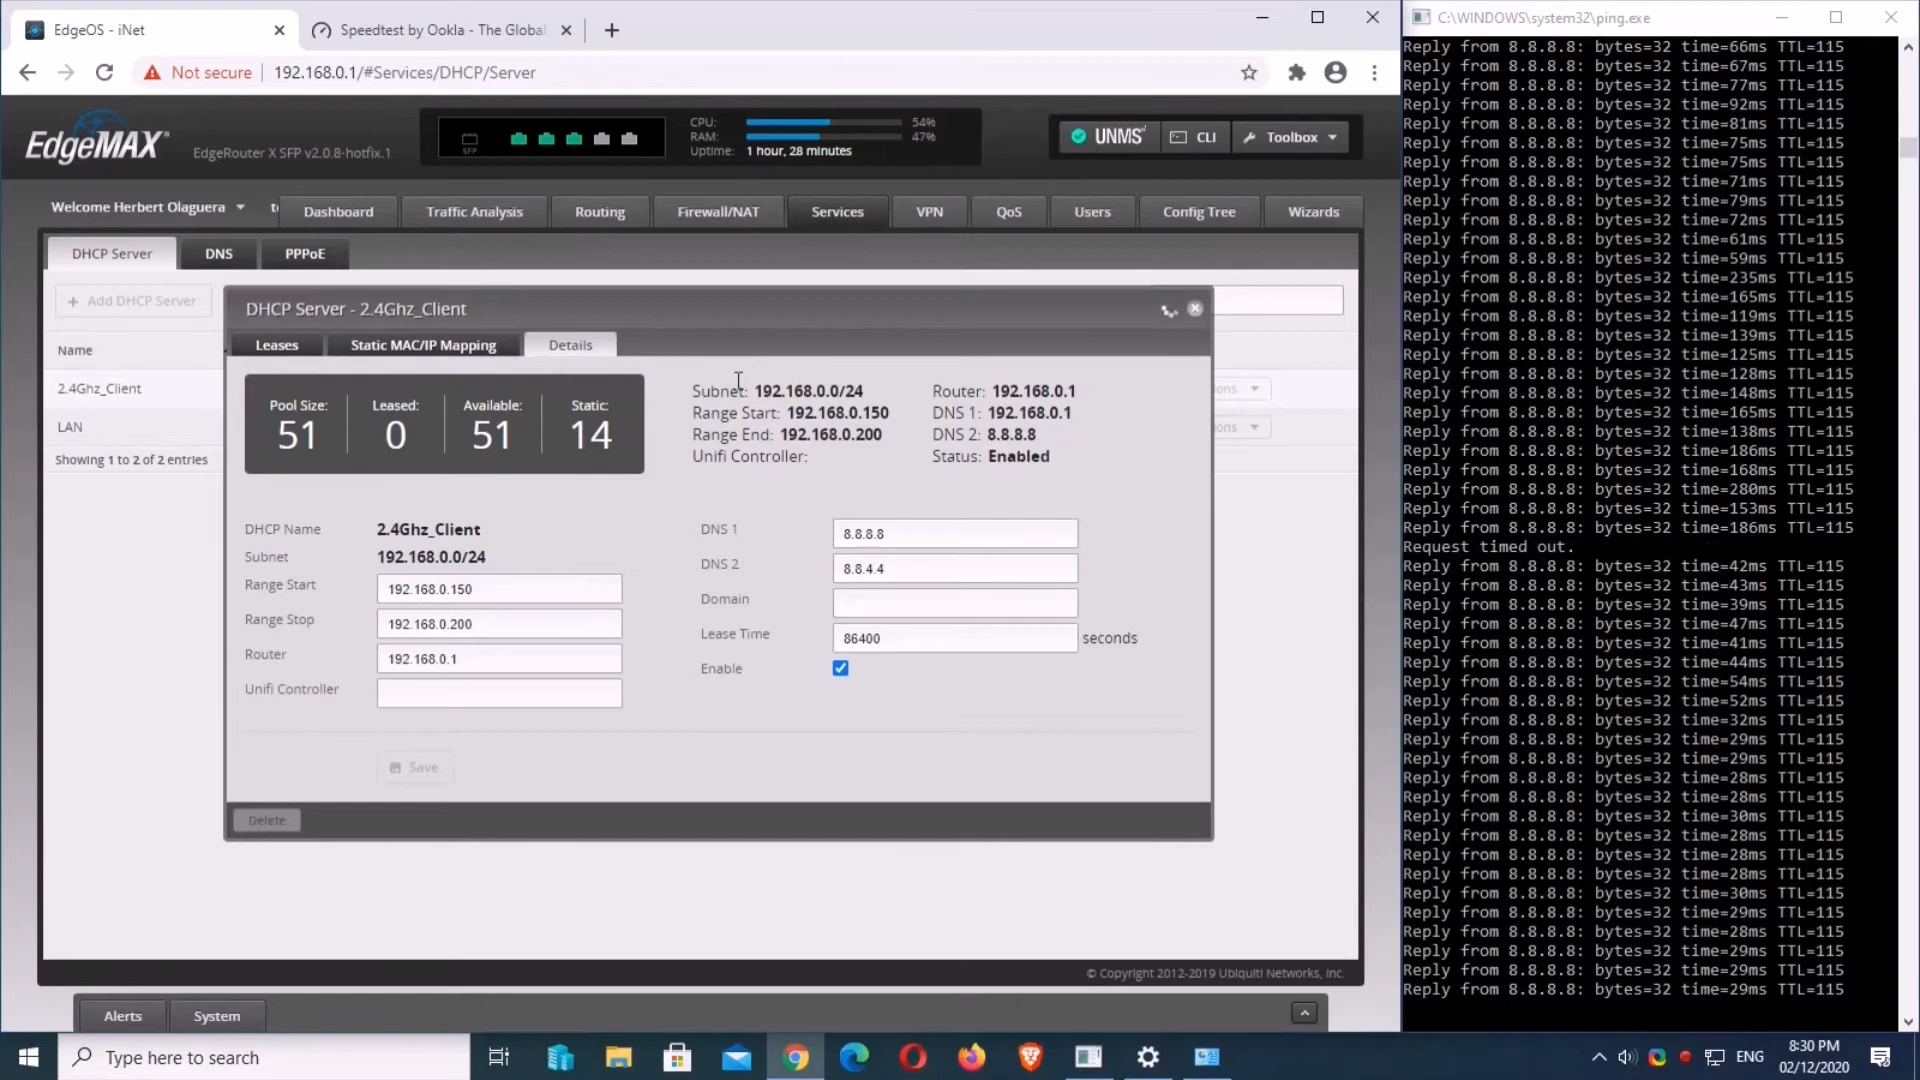 EdgeOS - iNet
Speedtest by Ookla - The Global
Not secure
192.168.0.1/#Services/DHCP/Server
EdgeMAX
EdgeRouter X SFP v2.0.8-hotfix.1
SFP
CPU: 54%
RAM: 47%
Uptime: 1 hour, 28 minutes
UNMS
CLI
Toolbox
Welcome Herbert Olaguera
Dashboard
Traffic Analysis
Routing
Firewall/NAT
Services
VPN
QoS
Users
Config Tree
Wizards
DHCP Server
DNS
PPPoE
+ Add DHCP Server
Name
2.4Ghz_Client
LAN
Showing 1 to 2 of 2 entries
DHCP Server - 2.4Ghz_Client
Leases
Static MAC/IP Mapping
Details
Pool Size: 51
Leased: 0
Available: 51
Static: 14
Subnet: 192.168.0.0/24
Range Start: 192.168.0.150
Range End: 192.168.0.200
Unifi Controller:
Router: 192.168.0.1
DNS 1: 192.168.0.1
DNS 2: 8.8.8.8
Status: Enabled
DHCP Name 2.4Ghz_Client
Subnet 192.168.0.0/24
Range Start 192.168.0.150
Range Stop 192.168.0.200
Router 192.168.0.1
Unifi Controller
DNS 1 8.8.8.8
DNS 2 8.8.4.4
Domain
Lease Time 86400 seconds
Enable
Save
Delete
© Copyright 2012-2019 Ubiquiti Networks, Inc.
Alerts
System
C:\WINDOWS\system32\ping.exe
Reply from 8.8.8.8: bytes=32 time=66ms TTL=115
Reply from 8.8.8.8: bytes=32 time=67ms TTL=115
Reply from 8.8.8.8: bytes=32 time=77ms TTL=115
Reply from 8.8.8.8: bytes=32 time=92ms TTL=115
Reply from 8.8.8.8: bytes=32 time=81ms TTL=115
Reply from 8.8.8.8: bytes=32 time=75ms TTL=115
Reply from 8.8.8.8: bytes=32 time=75ms TTL=115
Reply from 8.8.8.8: bytes=32 time=71ms TTL=115
Reply from 8.8.8.8: bytes=32 time=79ms TTL=115
Reply from 8.8.8.8: bytes=32 time=72ms TTL=115
Reply from 8.8.8.8: bytes=32 time=61ms TTL=115
Reply from 8.8.8.8: bytes=32 time=59ms TTL=115
Reply from 8.8.8.8: bytes=32 time=235ms TTL=115
Reply from 8.8.8.8: bytes=32 time=165ms TTL=115
Reply from 8.8.8.8: bytes=32 time=119ms TTL=115
Reply from 8.8.8.8: bytes=32 time=139ms TTL=115
Reply from 8.8.8.8: bytes=32 time=125ms TTL=115
Reply from 8.8.8.8: bytes=32 time=128ms TTL=115
Reply from 8.8.8.8: bytes=32 time=148ms TTL=115
Reply from 8.8.8.8: bytes=32 time=165ms TTL=115
Reply from 8.8.8.8: bytes=32 time=138ms TTL=115
Reply from 8.8.8.8: bytes=32 time=186ms TTL=115
Reply from 8.8.8.8: bytes=32 time=168ms TTL=115
Reply from 8.8.8.8: bytes=32 time=280ms TTL=115
Reply from 8.8.8.8: bytes=32 time=153ms TTL=115
Reply from 8.8.8.8: bytes=32 time=186ms TTL=115
Request timed out.
Reply from 8.8.8.8: bytes=32 time=42ms TTL=115
Reply from 8.8.8.8: bytes=32 time=43ms TTL=115
Reply from 8.8.8.8: bytes=32 time=39ms TTL=115
Reply from 8.8.8.8: bytes=32 time=47ms TTL=115
Reply from 8.8.8.8: bytes=32 time=41ms TTL=115
Reply from 8.8.8.8: bytes=32 time=44ms TTL=115
Reply from 8.8.8.8: bytes=32 time=54ms TTL=115
Reply from 8.8.8.8: bytes=32 time=52ms TTL=115
Reply from 8.8.8.8: bytes=32 time=32ms TTL=115
Reply from 8.8.8.8: bytes=32 time=29ms TTL=115
Reply from 8.8.8.8: bytes=32 time=29ms TTL=115
Reply from 8.8.8.8: bytes=32 time=28ms TTL=115
Reply from 8.8.8.8: bytes=32 time=28ms TTL=115
Reply from 8.8.8.8: bytes=32 time=30ms TTL=115
Reply from 8.8.8.8: bytes=32 time=28ms TTL=115
Reply from 8.8.8.8: bytes=32 time=28ms TTL=115
Reply from 8.8.8.8: bytes=32 time=28ms TTL=115
Reply from 8.8.8.8: bytes=32 time=30ms TTL=115
Reply from 8.8.8.8: bytes=32 time=29ms TTL=115
Reply from 8.8.8.8: bytes=32 time=28ms TTL=115
Reply from 8.8.8.8: bytes=32 time=29ms TTL=115
Reply from 8.8.8.8: bytes=32 time=29ms TTL=115
Reply from 8.8.8.8: bytes=32 time=29ms TTL=115
Type here to search
ENG
8:30 PM
02/12/2020